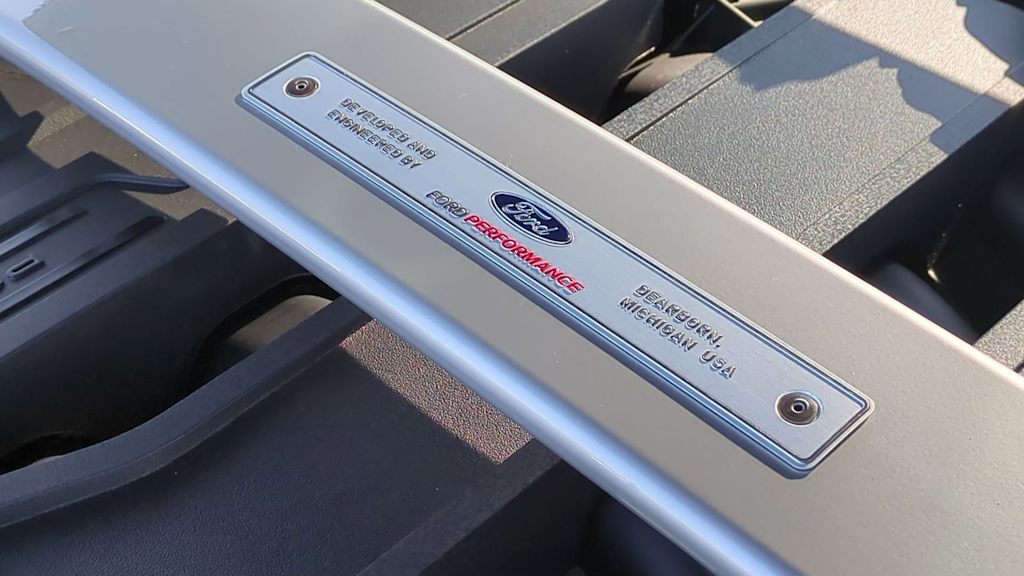 DEVELOPED AND
ENGINEERED BY
Ford
FORD PERFORMANCE
DEARBORN,
MICHIGAN USA